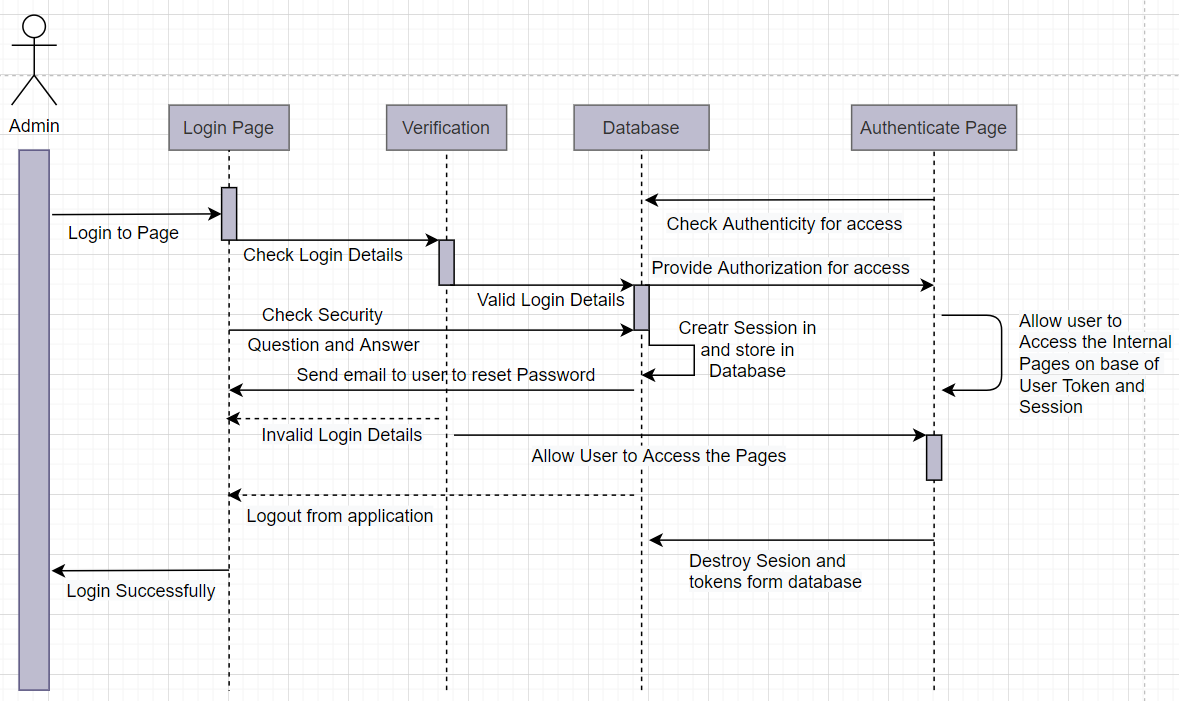 Admin
Login Page
Verification
Database
Authenticate Page
Login to Page
Check Authenticity for access
Check Login Details
Provide Authorization for access
Valid Login Details
Check Security
Question and Answer
Creatr Session in
and store in
Database
Allow user to
Access the Internal
Pages on base of
User Token and
Session
Send email to user to reset Password
Invalid Login Details
Allow User to Access the Pages
Logout from application
Destroy Sesion and
tokens form database
Login Successfully